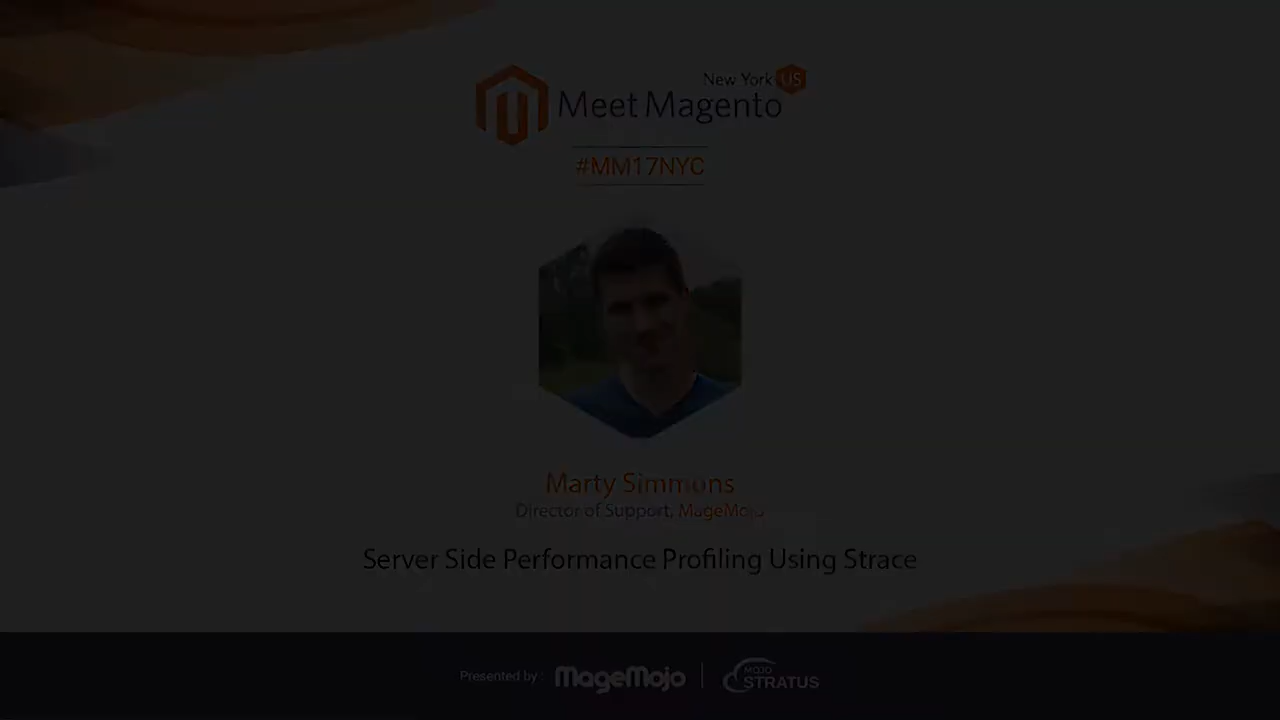 New York US
Meet Magento
#MM17NYC
Marty Simmons
Director of Support, MageMojo
Server Side Performance Profiling Using Strace
Presented by : MageMojo | MOJO STRATUS